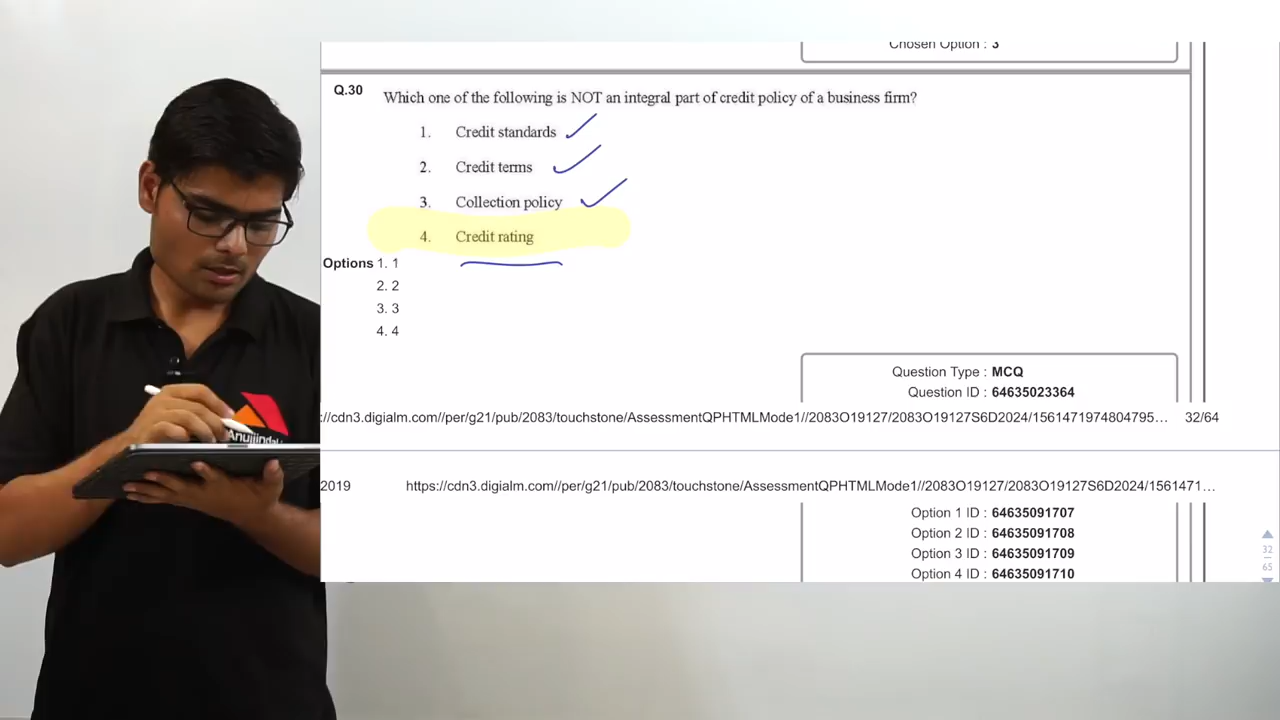 Chosen Option : 3
Q.30 Which one of the following is NOT an integral part of credit policy of a business firm?
1. Credit standards
2. Credit terms
3. Collection policy
4. Credit rating
Options 1. 1
2. 2
3. 3
4. 4
Question Type : MCQ
Question ID : 64635023364
://cdn3.digialm.com//per/g21/pub/2083/touchstone/AssessmentQPHTMLMode1//2083O19127/2083O19127S6D2024/1561471974804795… 32/64
2019 https://cdn3.digialm.com//per/g21/pub/2083/touchstone/AssessmentQPHTMLMode1//2083O19127/2083O19127S6D2024/1561471…
Option 1 ID : 64635091707
Option 2 ID : 64635091708
Option 3 ID : 64635091709
Option 4 ID : 64635091710
32
65
AnujJindal